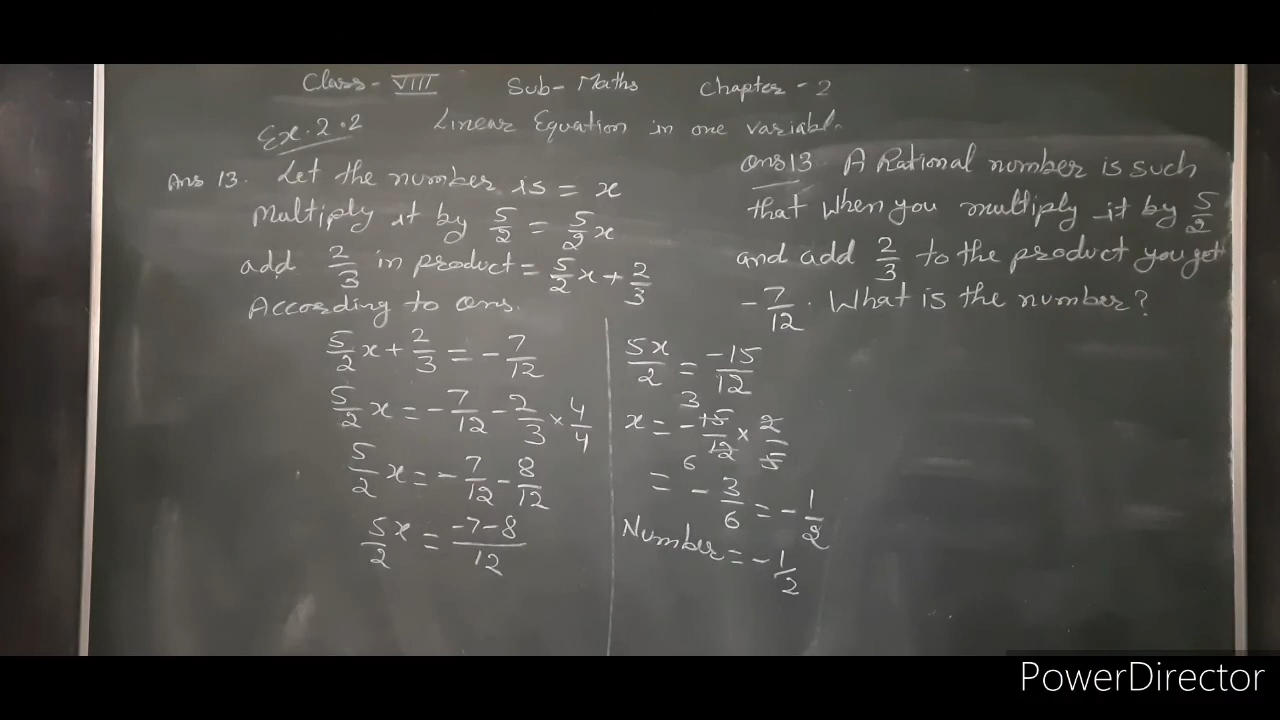 Class - VIII Sub- Maths Chapter - 2
Ex. 2.2 Linear Equation in one variabl.
Ans 13. Let the number is = x
Multiply it by 5/2 = 5/2 x
add 2/3 in product = 5/2 x + 2/3
According to Qns.
5/2 x + 2/3 = - 7/12
5/2 x = - 7/12 - 2/3 × 4/4
5/2 x = - 7/12 - 8/12
5x/2 = -7-8/12
Qns13. A Rational number is such
that when you multiply it by 5/2
and add 2/3 to the product you get
- 7/12. What is the number?
5x/2 = -15/12
3
x = - 15/12 × 2/5
6
= - 3/6 = - 1/2
Number = - 1/2
PowerDirector